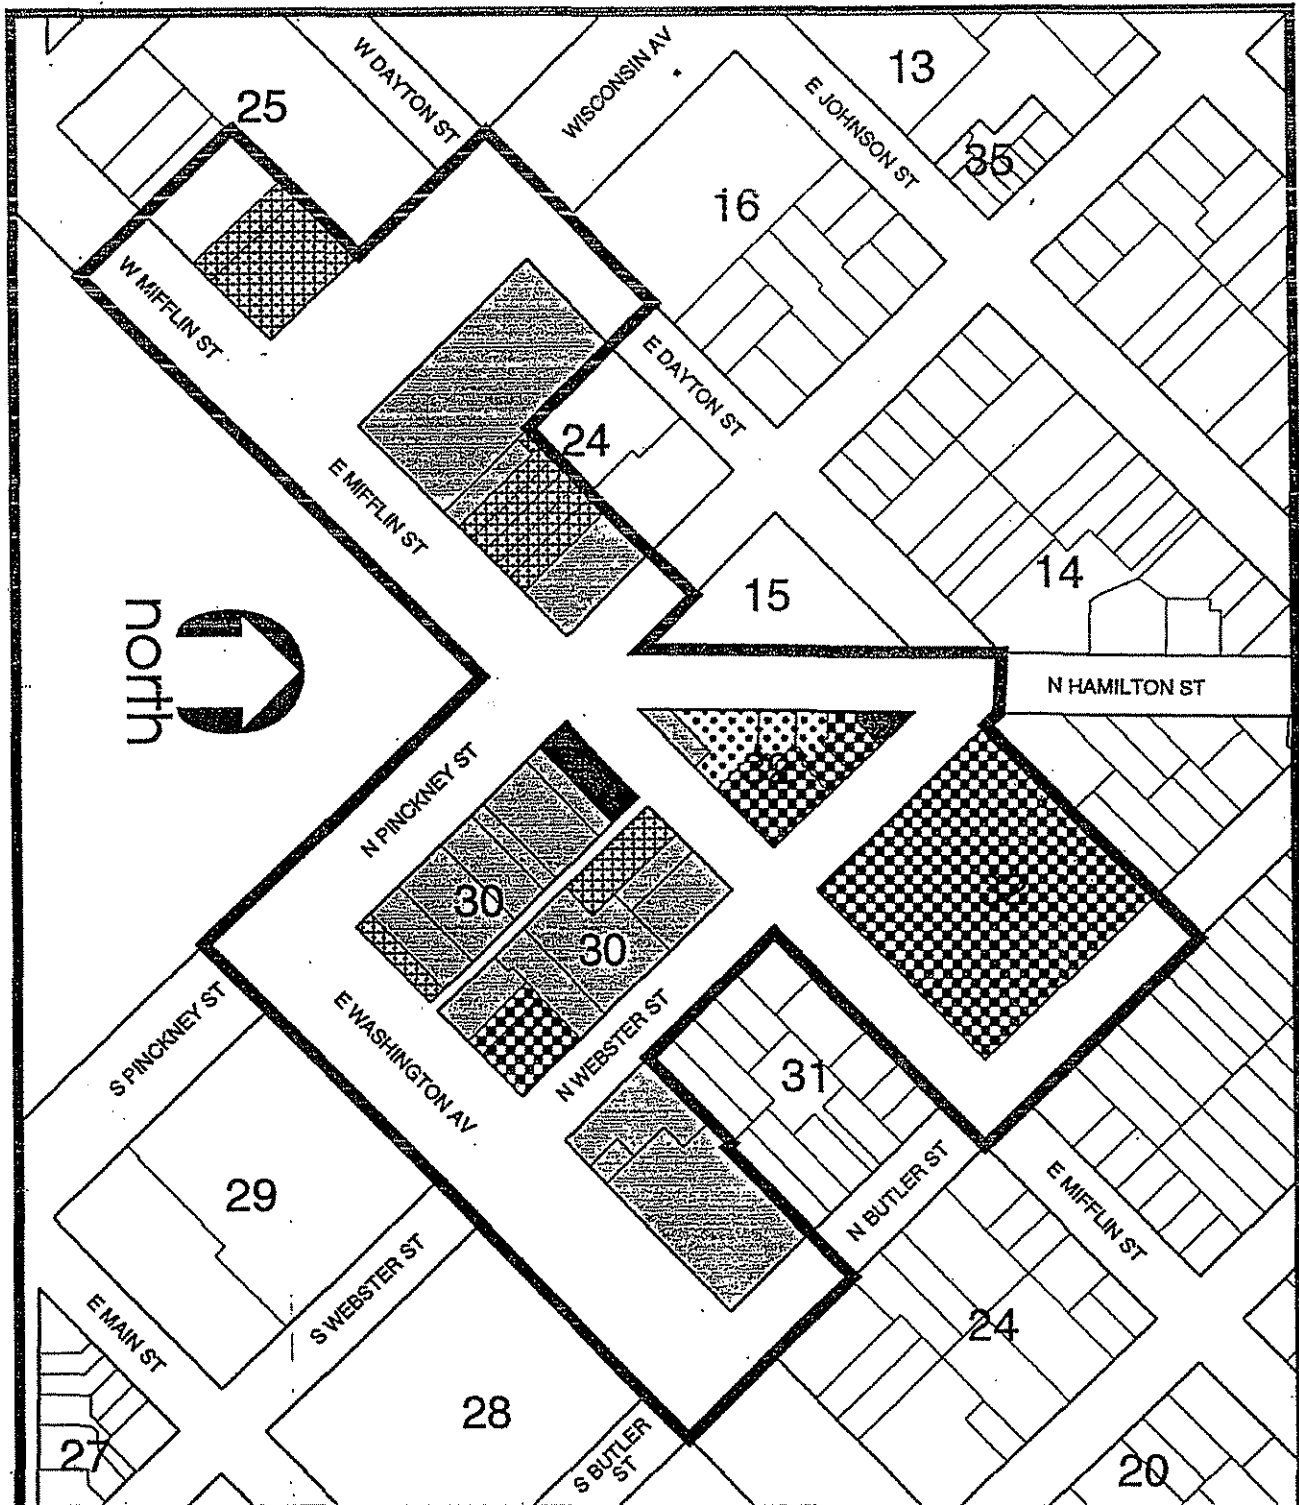 13
25
W DAYTON ST
WISCONSIN AV
E JOHNSON ST
35
16
W MIFFLIN ST
E DAYTON ST
24
E MIFFLIN ST
15
14
north
N HAMILTON ST
N PINCKNEY ST
30
30
E WASHINGTON AV
N WEBSTER ST
S PINCKNEY ST
31
N BUTLER ST
E MIFFLIN ST
29
S WEBSTER ST
E MAIN ST
24
28
27
S BUTLER
ST
20